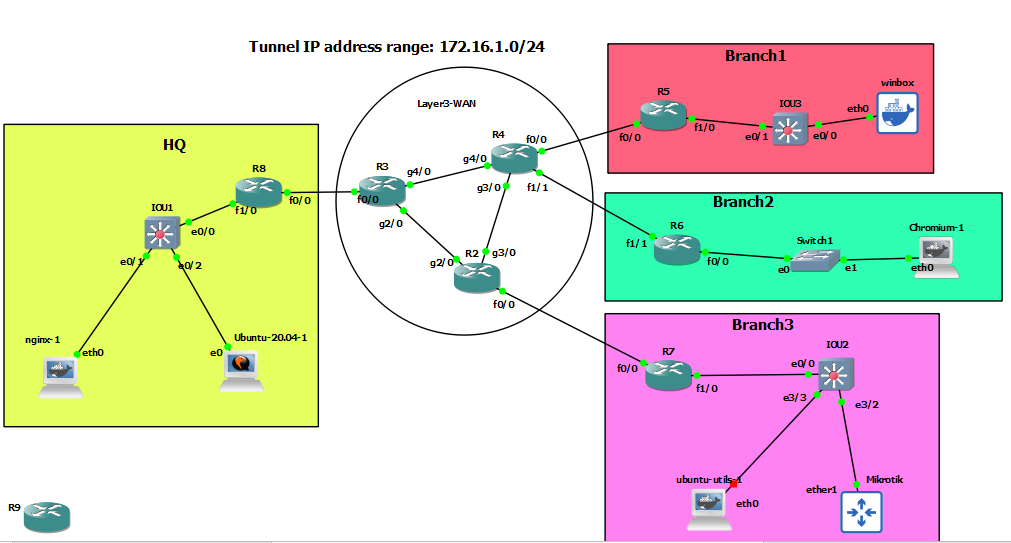 Tunnel IP address range: 172.16.1.0/24
HQ
R8
f0/0
f1/0
IOU1
e0/0
e0/1
e0/2
nginx-1
eth0
Ubuntu-20.04-1
e0
R9
Layer3-WAN
R3
f0/0
g4/0
g2/0
R4
g4/0
f0/0
g3/0
f1/1
R2
g2/0
g3/0
f0/0
Branch1
R5
f0/0
f1/0
IOU3
e0/1
e0/0
winbox
eth0
Branch2
R6
f1/1
f0/0
Switch1
e0
e1
Chromium-1
eth0
Branch3
R7
f0/0
f1/0
IOU2
e0/0
e3/3
e3/2
ubuntu-utils-1
eth0
Mikrotik
ether1